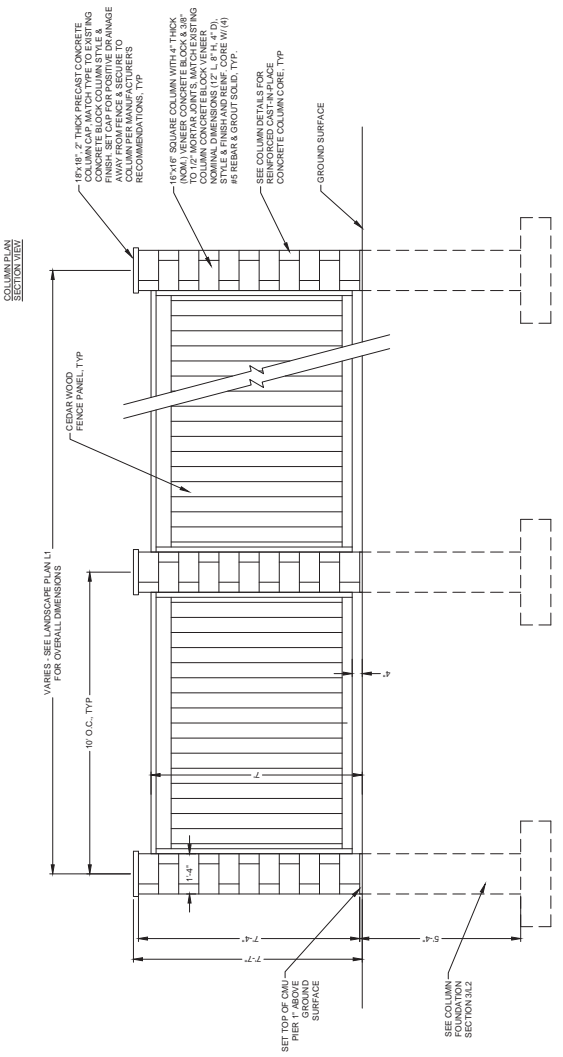 COLUMN PLAN
SECTION VIEW
18"x18", 2" THICK PRECAST CONCRETE
COLUMN CAP, MATCH TYPE TO EXISTING
CONCRETE BLOCK COLUMN STYLE &
FINISH. SET CAP FOR POSITIVE DRAINAGE
AWAY FROM FENCE & SECURE TO
COLUMN PER MANUFACTURER'S
RECOMMENDATIONS, TYP
16"x16" SQUARE COLUMN WITH 4" THICK
(NOM.) VENEER CONCRETE BLOCK & 3/8"
TO 1/2" MORTAR JOINTS, MATCH EXISTING
COLUMN CONCRETE BLOCK VENEER
NOMINAL DIMENSIONS (12" L, 8" H, 4" D),
STYLE & FINISH AND REINF. CORE W/ (4)
#5 REBAR & GROUT SOLID, TYP.
SEE COLUMN DETAILS FOR
REINFORCED CAST-IN-PLACE
CONCRETE COLUMN CORE, TYP
GROUND SURFACE
CEDAR WOOD
FENCE PANEL, TYP
VARIES - SEE LANDSCAPE PLAN L1
FOR OVERALL DIMENSIONS
10' O.C., TYP
7'
4"
1'-4"
7'-4"
7'-7"
5'-4"
SET TOP OF CMU
PIER 1" ABOVE
GROUND
SURFACE
SEE COLUMN
FOUNDATION
SECTION 3/L2